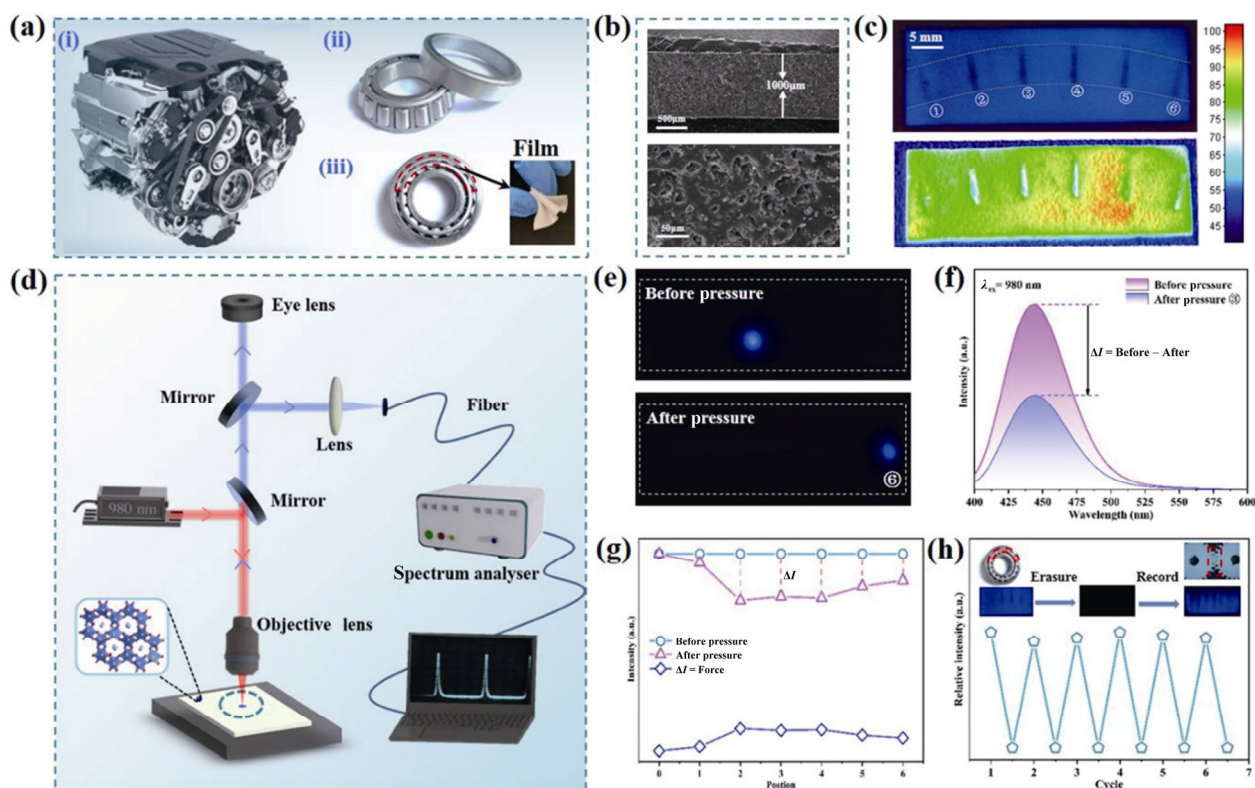 (a)
(i)
(ii)
(iii)
Film
(b)
1000μm
500μm
50μm
(c)
5 mm
①
②
③
④
⑤
⑥
100
95
90
85
80
75
70
65
60
55
50
45
(d)
Eye lens
Mirror
Lens
Fiber
Mirror
980 nm
Spectrum analyser
Objective lens
(e)
Before pressure
After pressure
⑥
(f)
λex= 980 nm
Before pressure
After pressure ③
ΔI = Before – After
Intensity (a.u.)
400 425 450 475 500 525 550 575 600
Wavelength (nm)
(g)
ΔI
Before pressure
After pressure
ΔI = Force
Intensity (a.u.)
0 1 2 3 4 5 6
Postion
(h)
Erasure
Record
Relative intensity (a.u.)
1 2 3 4 5 6 7
Cycle